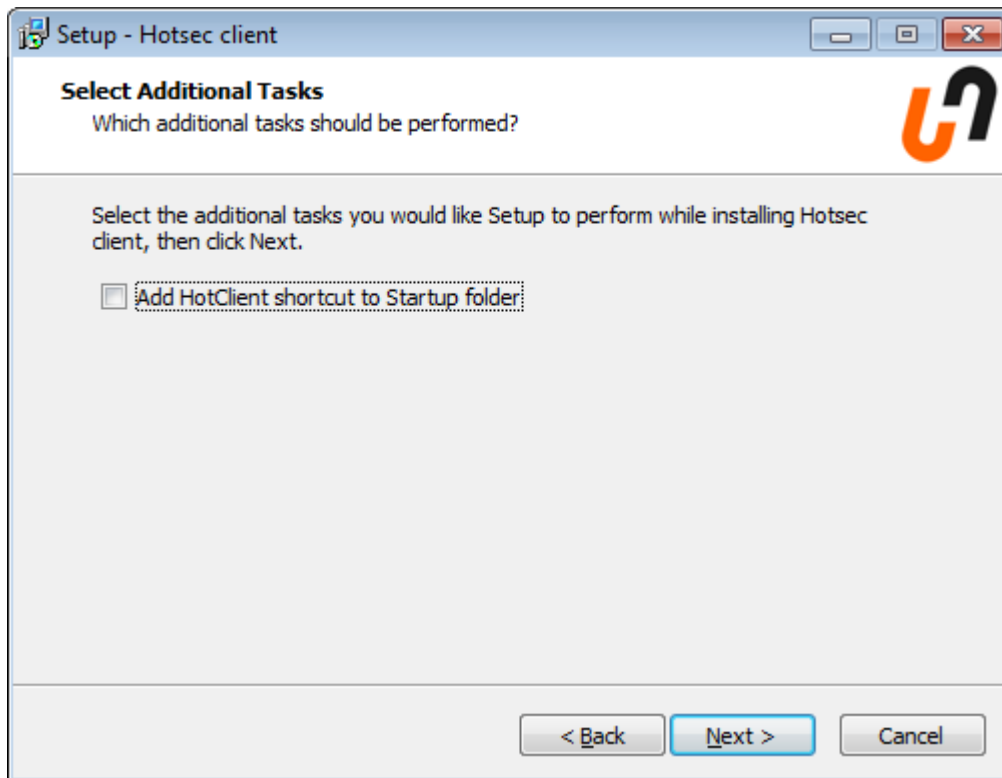 Setup - Hotsec client
Select Additional Tasks
Which additional tasks should be performed?
Select the additional tasks you would like Setup to perform while installing Hotsec
client, then click Next.
Add HotClient shortcut to Startup folder
< Back
Next >
Cancel